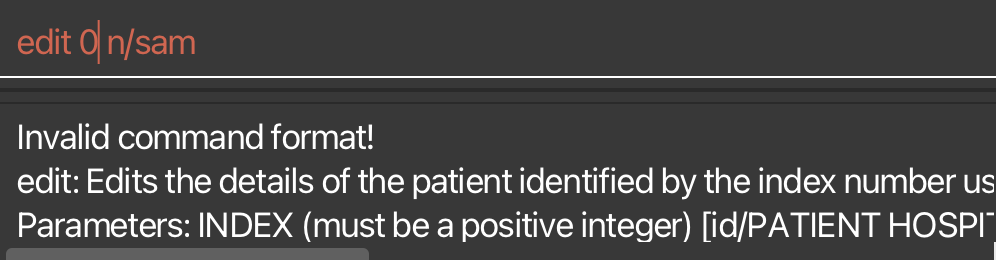 edit 0 n/sam
Invalid command format!
edit: Edits the details of the patient identified by the index number us
Parameters: INDEX (must be a positive integer) [id/PATIENT HOSPIT